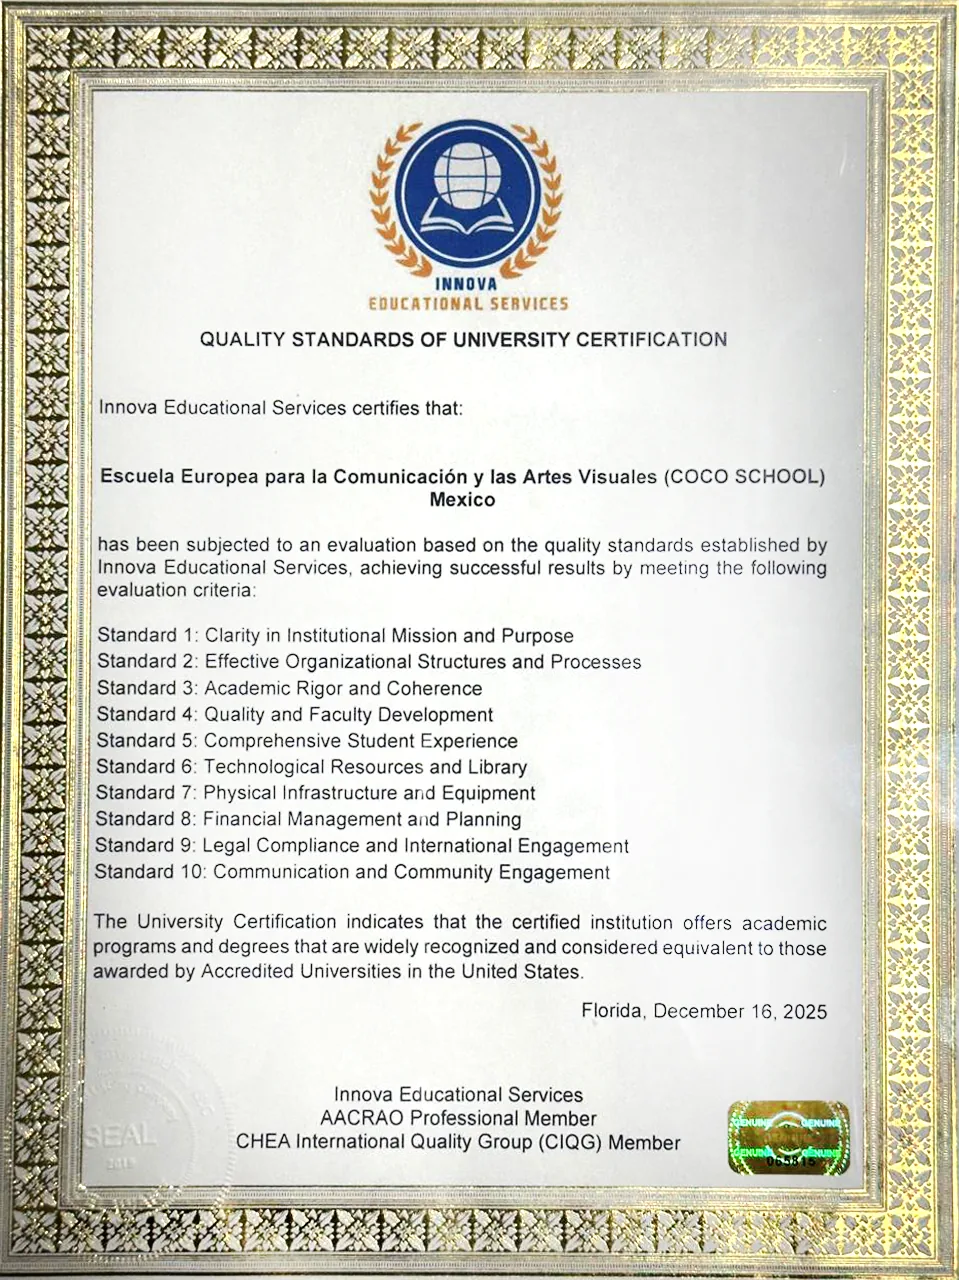 INNOVA
EDUCATIONAL SERVICES
QUALITY STANDARDS OF UNIVERSITY CERTIFICATION
Innova Educational Services certifies that:
Escuela Europea para la Comunicación y las Artes Visuales (COCO SCHOOL)
Mexico
has been subjected to an evaluation based on the quality standards established by
Innova Educational Services, achieving successful results by meeting the following
evaluation criteria:
Standard 1: Clarity in Institutional Mission and Purpose
Standard 2: Effective Organizational Structures and Processes
Standard 3: Academic Rigor and Coherence
Standard 4: Quality and Faculty Development
Standard 5: Comprehensive Student Experience
Standard 6: Technological Resources and Library
Standard 7: Physical Infrastructure and Equipment
Standard 8: Financial Management and Planning
Standard 9: Legal Compliance and International Engagement
Standard 10: Communication and Community Engagement
The University Certification indicates that the certified institution offers academic
programs and degrees that are widely recognized and considered equivalent to those
awarded by Accredited Universities in the United States.
Florida, December 16, 2025
Innova Educational Services
AACRAO Professional Member
CHEA International Quality Group (CIQG) Member
SEAL
GENUINE GENUINE
GENUINE GENUINE